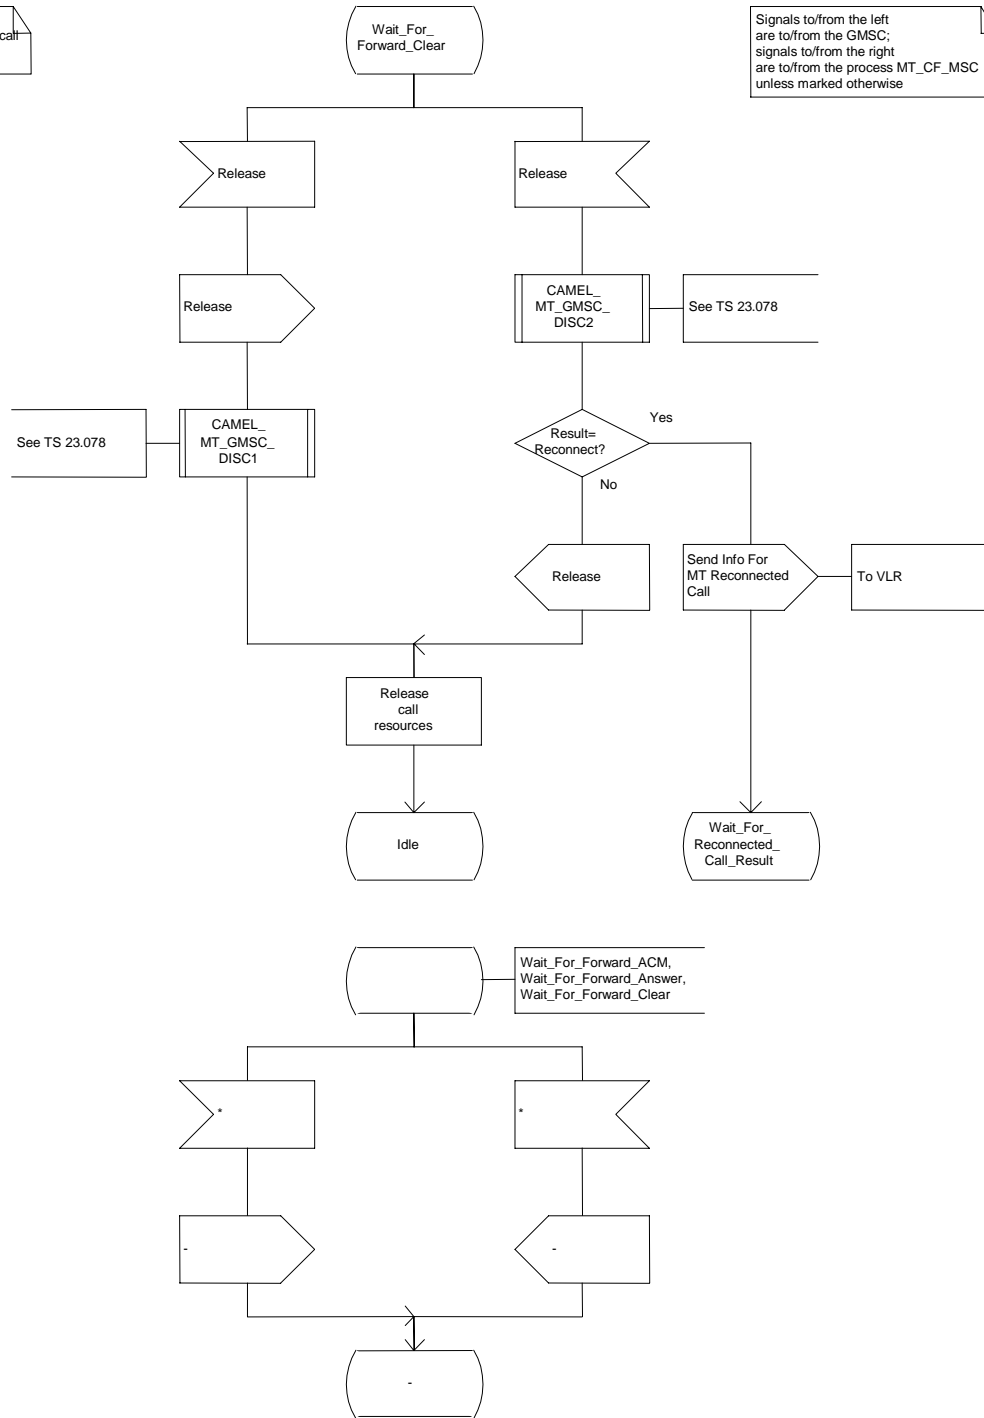 call
Wait_For_
Forward_Clear
Signals to/from the left
are to/from the GMSC;
signals to/from the right
are to/from the process MT_CF_MSC
unless marked otherwise
Release
Release
Release
CAMEL_
MT_GMSC_
DISC2
See TS 23.078
See TS 23.078
CAMEL_
MT_GMSC_
DISC1
Result=
Reconnect?
Yes
No
Release
Send Info For
MT Reconnected
Call
To VLR
Release
call
resources
Idle
Wait_For_
Reconnected_
Call_Result
Wait_For_Forward_ACM,
Wait_For_Forward_Answer,
Wait_For_Forward_Clear
*
*
-
-
-